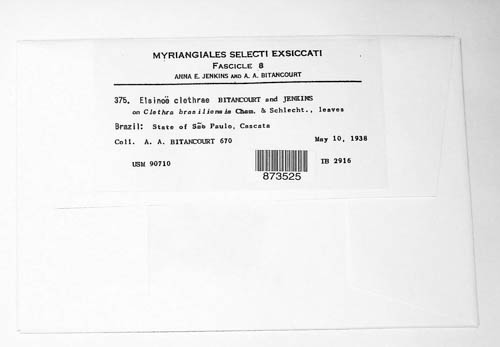 MYRIANGIALES SELECTI EXSICCATI
FASCICLE 8
ANNA E. JENKINS AND A. A. BITANCOURT
375. Elsinoë clethrae BITANCOURT and JENKINS
on Clethra brasiliensis Cham. & Schlecht., leaves
Brazil: State of São Paulo, Cascata
Coll. A. A. BITANCOURT 670 May 10, 1938
USM 90710 IB 2916
873525